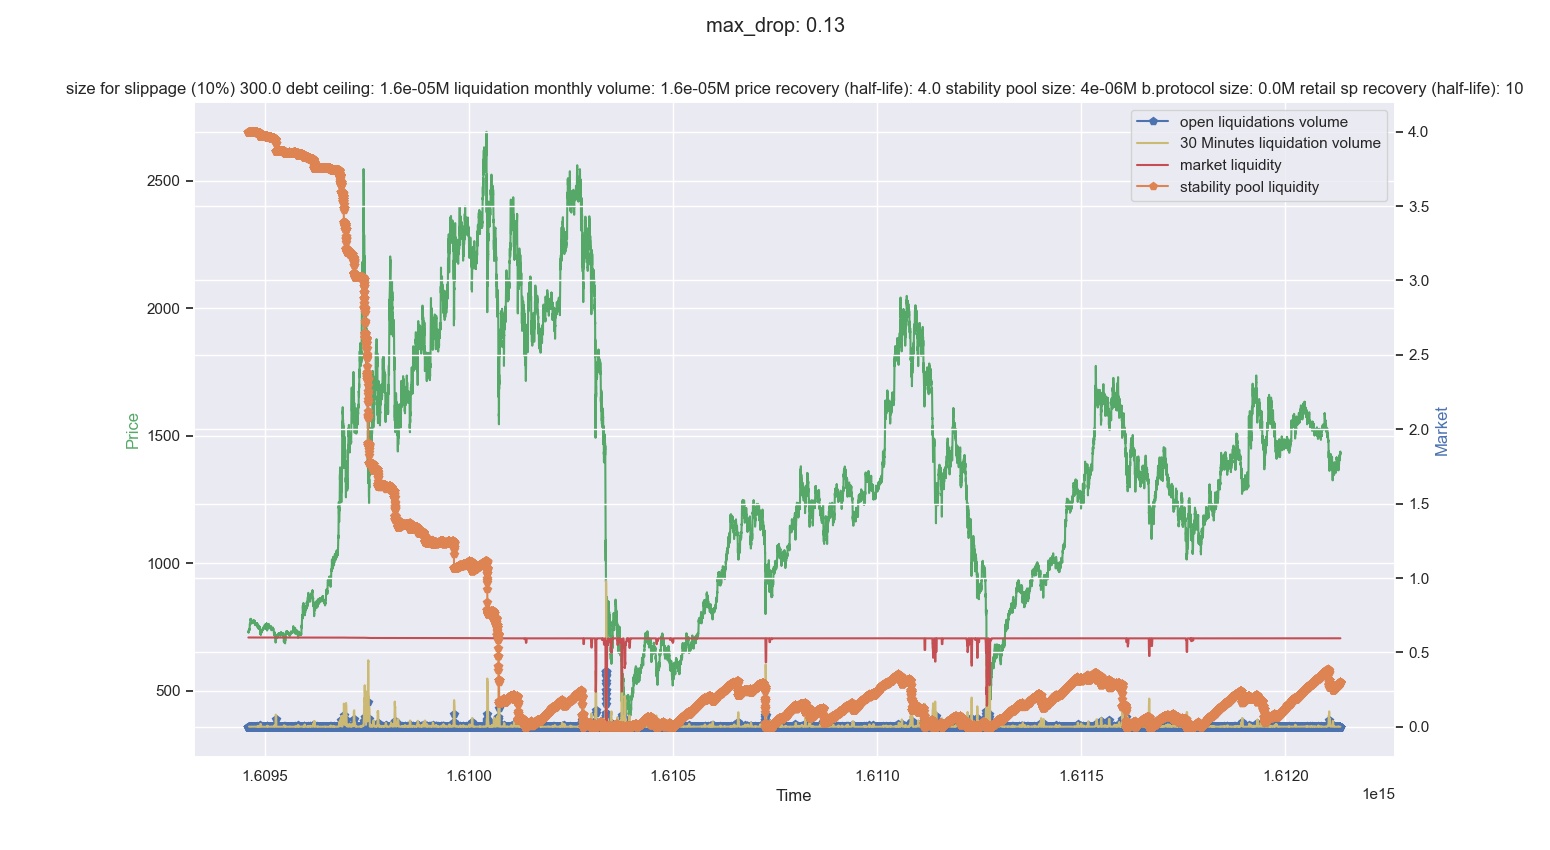 max_drop: 0.13
size for slippage (10%) 300.0 debt ceiling: 1.6e-05M liquidation monthly volume: 1.6e-05M price recovery (half-life): 4.0 stability pool size: 4e-06M b.protocol size: 0.0M retail sp recovery (half-life): 10
open liquidations volume
30 Minutes liquidation volume
market liquidity
stability pool liquidity
2500
2000
1500
1000
500
Price
4.0
3.5
3.0
2.5
2.0
1.5
1.0
0.5
0.0
Market
1.6095 1.6100 1.6105 1.6110 1.6115 1.6120
1e15
Time